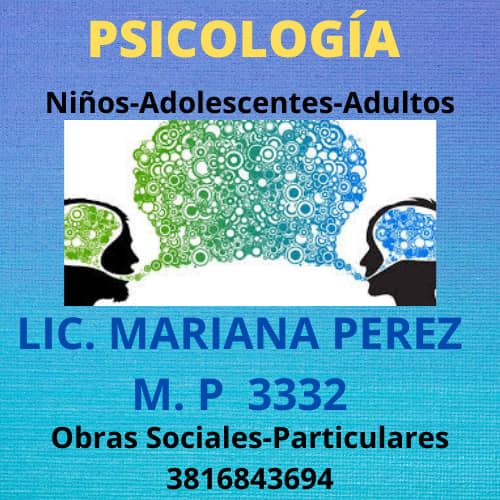 PSICOLOGÍA
Niños-Adolescentes-Adultos
LIC. MARIANA PEREZ
M. P 3332
Obras Sociales-Particulares
3816843694